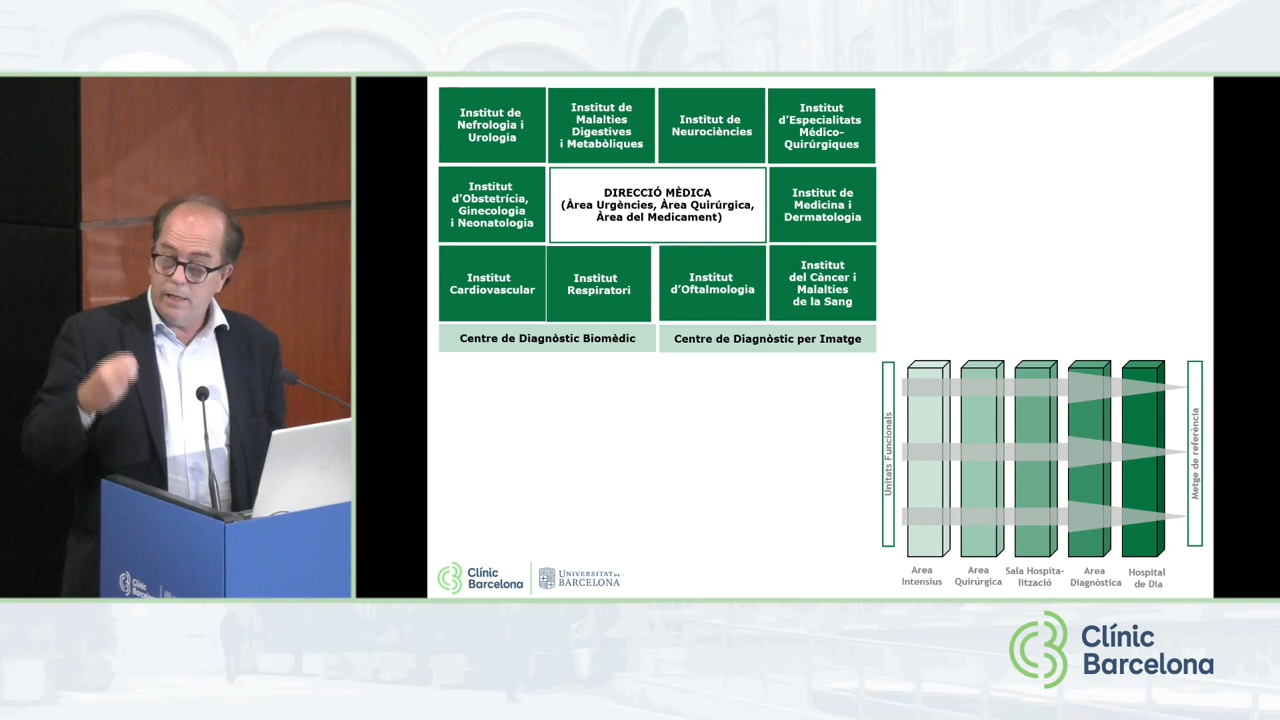 Institut de
Nefrologia i
Urologia
Institut de
Malalties
Digestives
i Metabòliques
Institut de
Neurociències
Institut
d'Especialitats
Médico-
Quirúrgiques
Institut
d'Obstetrícia,
Ginecologia
i Neonatologia
DIRECCIÓ MÈDICA
(Àrea Urgències, Àrea Quirúrgica,
Àrea del Medicament)
Institut de
Medicina i
Dermatologia
Institut
Cardiovascular
Institut
Respiratori
Institut
d'Oftalmologia
Institut
del Càncer i
Malalties
de la Sang
Centre de Diagnòstic Biomèdic
Centre de Diagnòstic per Imatge
Unitats Funcionals
Metge de referència
Area
Intensius
Area
Quirúrgica
Sala Hospita-
lització
Area
Diagnòstica
Hospital
de Dia
Clínic
Barcelona
UNIVERSITAT DE
BARCELONA
Clínic
Barcelona
Clínic
Barcelona